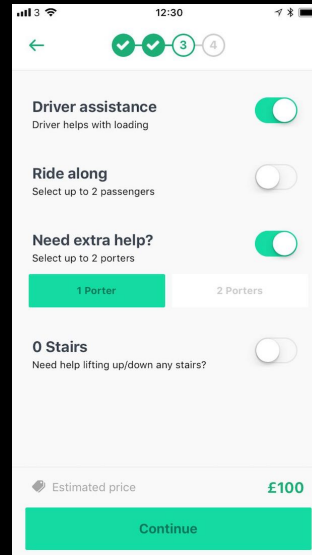 3 12:30
3 4
Driver assistance
Driver helps with loading
Ride along
Select up to 2 passengers
Need extra help?
Select up to 2 porters
1 Porter 2 Porters
0 Stairs
Need help lifting up/down any stairs?
Estimated price £100
Continue